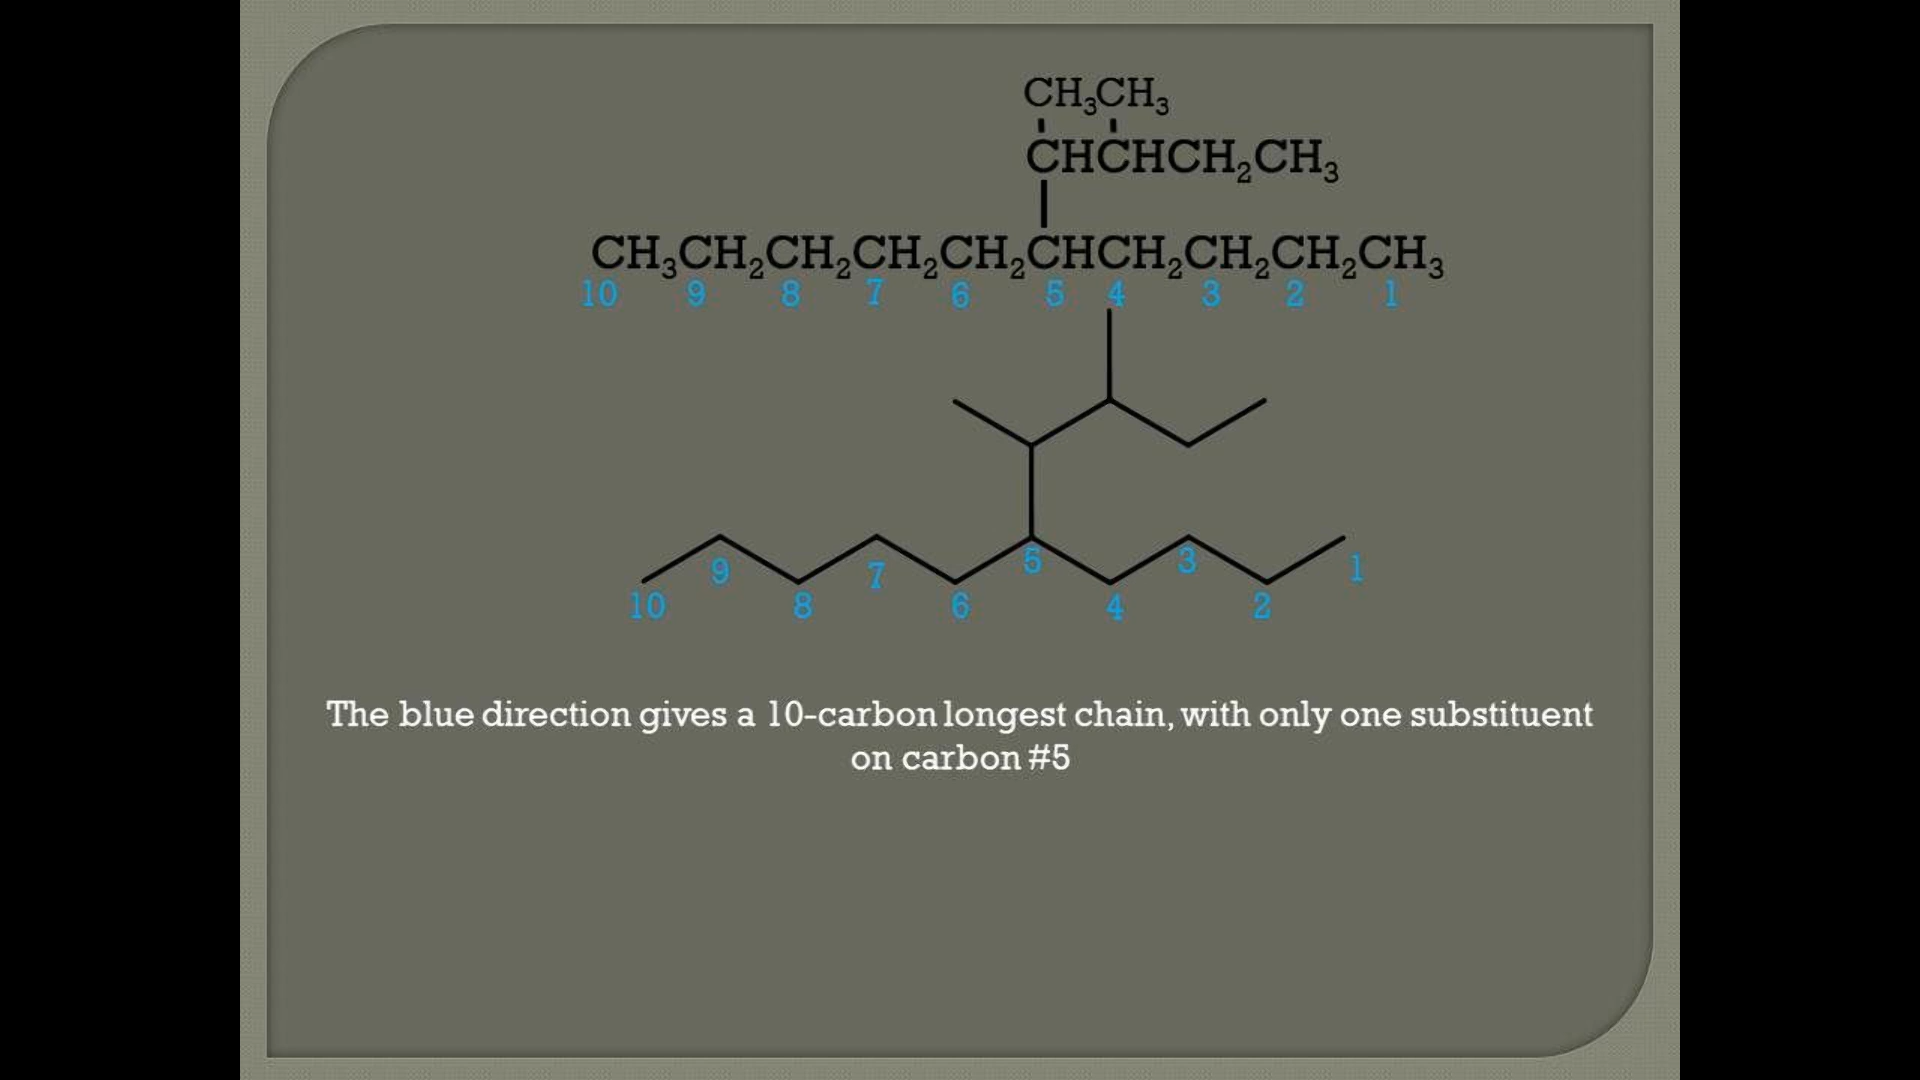 CH₃CH₃
CHCHCH₂CH₃
CH₃CH₂CH₂CH₂CH₂CHCH₂CH₂CH₂CH₃
10 9 8 7 6 5 4 3 2 1
10 9 8 7 6 5 4 3 2 1
The blue direction gives a 10-carbon longest chain, with only one substituent
on carbon #5